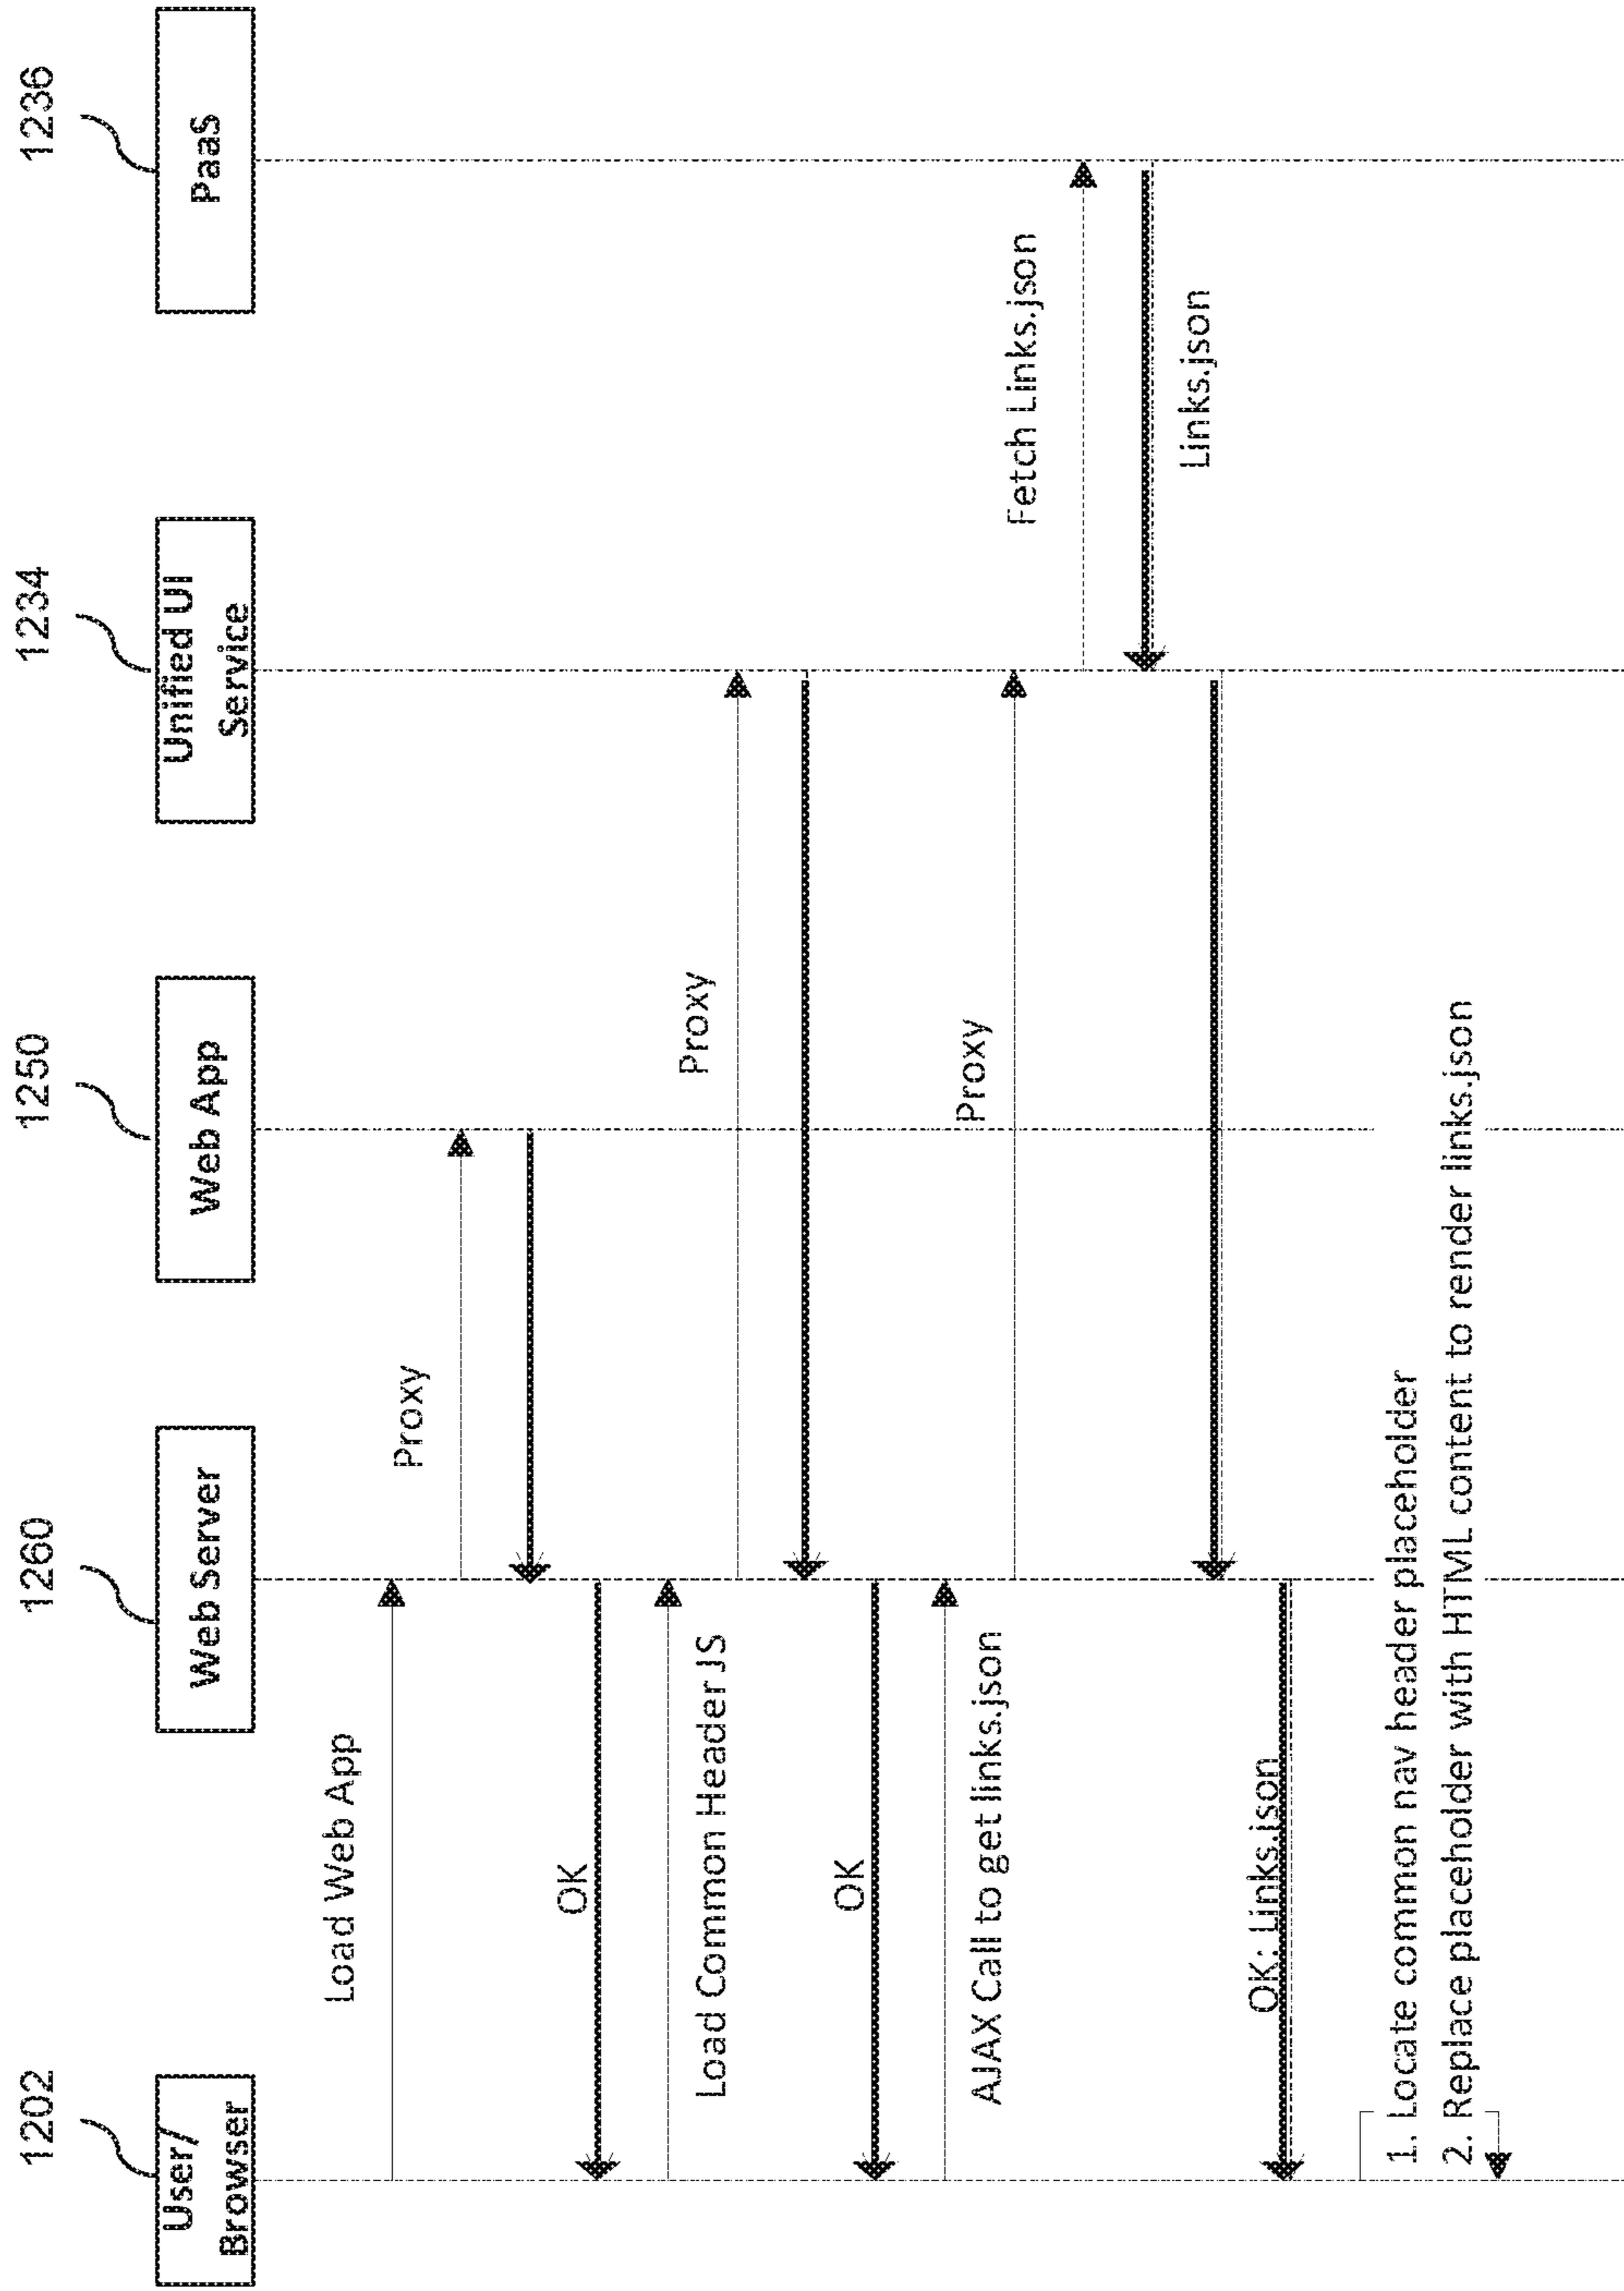 1202
1260
1250
1234
1236
User/
Browser
Web Server
Web App
Unified UI
Service
PaaS
Load Web App
Proxy
OK
Load Common Header JS
Proxy
OK
AJAX Call to get links.json
Proxy
Fetch Links.json
Links.json
OK: Links.json
1. Locate common nav header placeholder
2. Replace placeholder with HTML content to render links.json